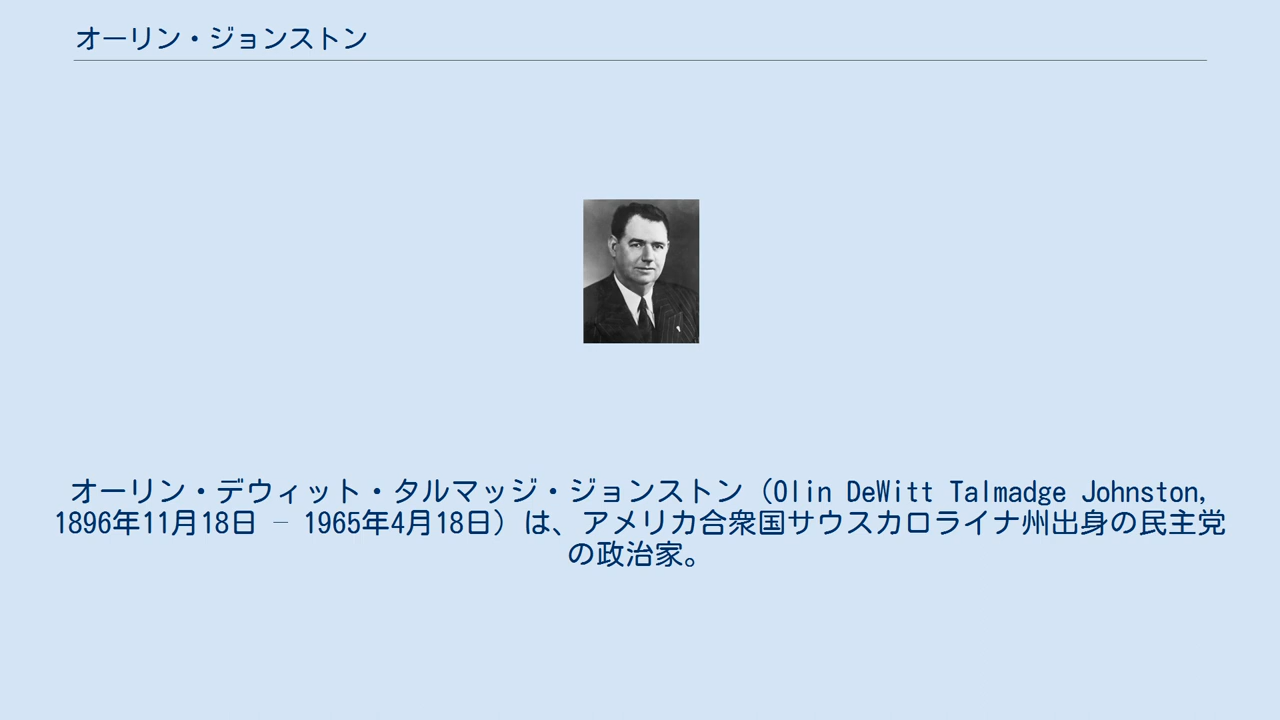 オーリン・ジョンストン
オーリン・デウィット・タルマッジ・ジョンストン（Olin DeWitt Talmadge Johnston,
1896年11月18日 – 1965年4月18日）は、アメリカ合衆国サウスカロライナ州出身の民主党
の政治家。